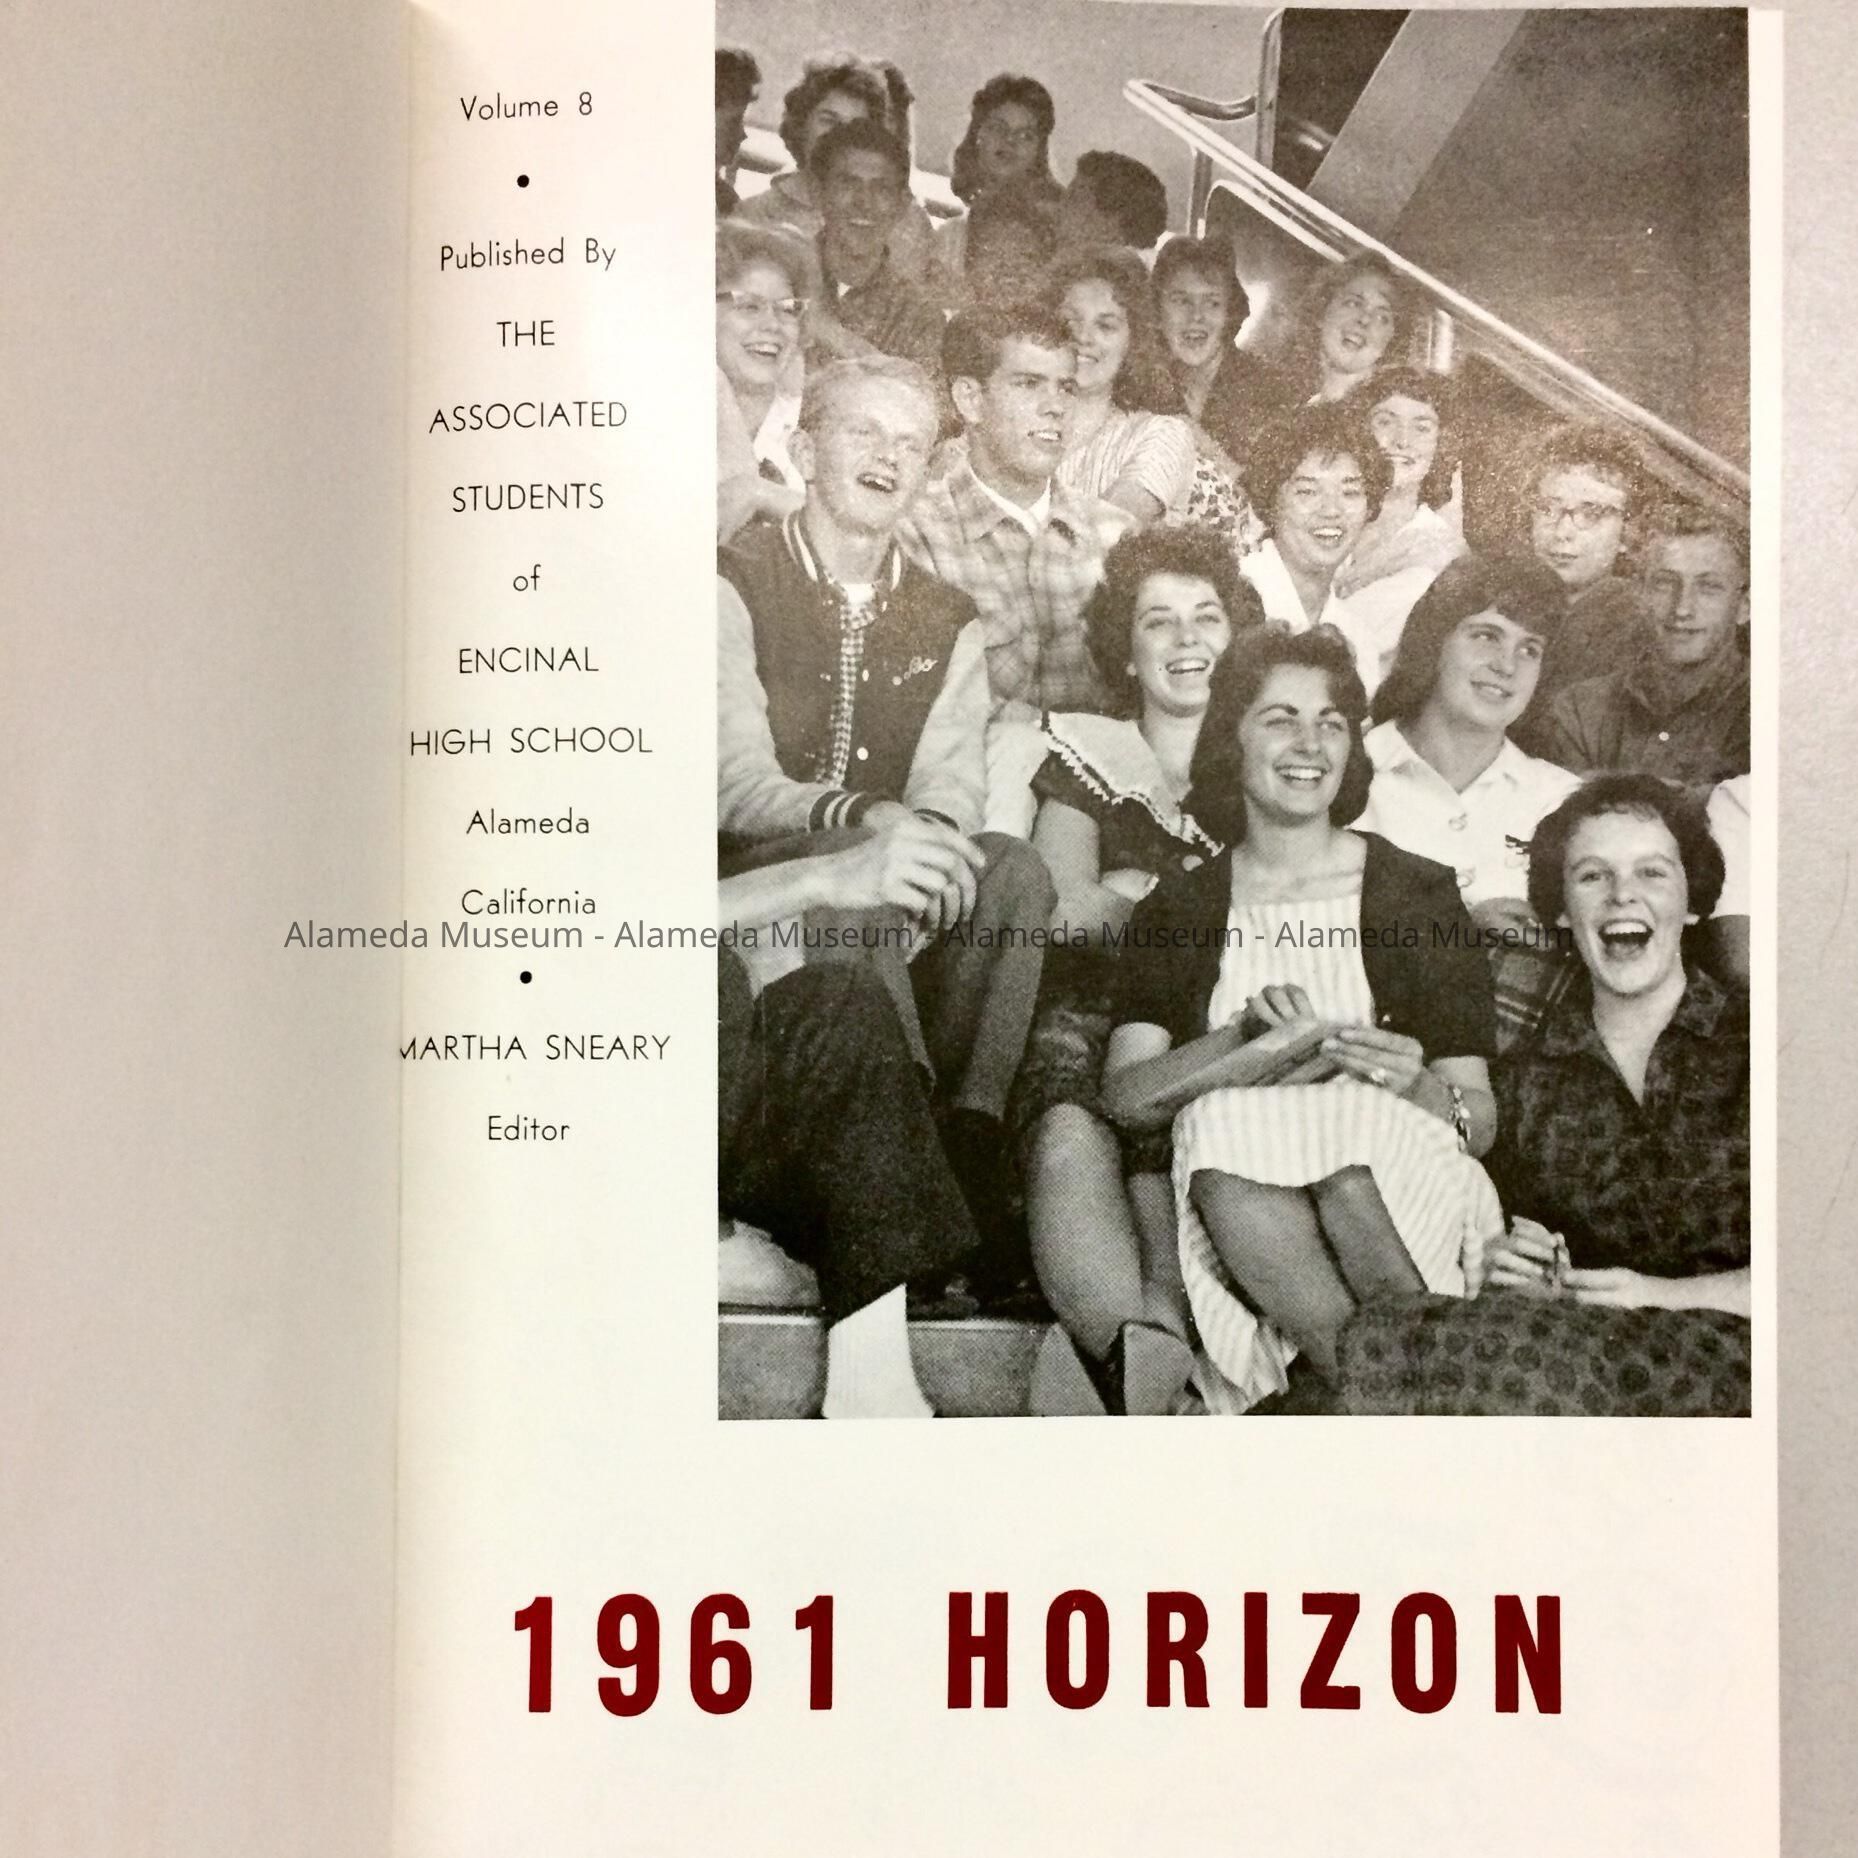 Volume 8
•
Published By
THE
ASSOCIATED
STUDENTS
of
ENCINAL
HIGH SCHOOL
Alameda
California
Alameda Museum - Alameda Museum - Alameda Museum - Alameda Museum
•
MARTHA SNEARY
Editor
1961 HORIZON